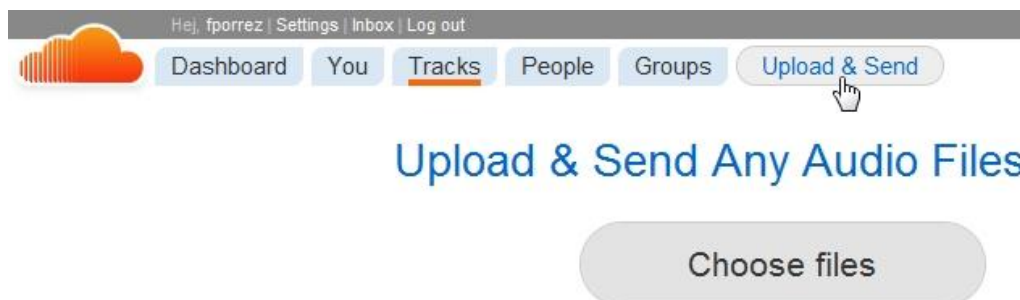 Hej, fporrez | Settings | Inbox | Log out
Dashboard You Tracks People Groups Upload & Send
Upload & Send Any Audio Files
Choose files